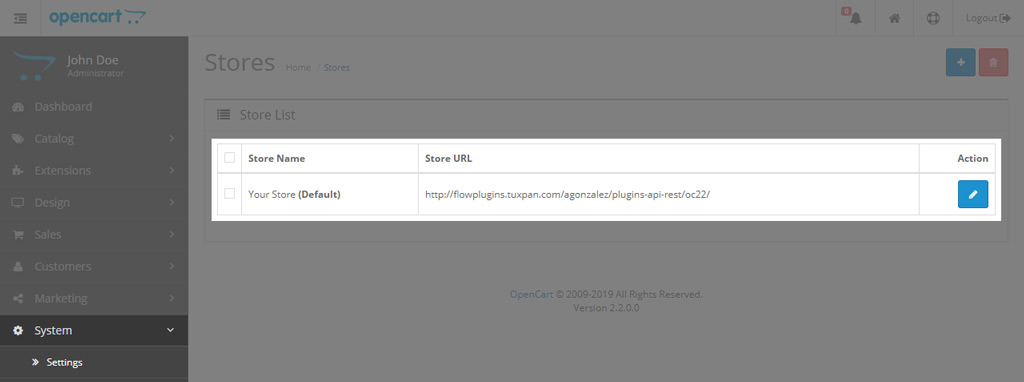 opencart
0
Logout
John Doe
Administrator
Dashboard
Catalog
Extensions
Design
Sales
Customers
Marketing
System
Settings
Stores Home / Stores
Store List
Store Name Store URL Action
Your Store (Default) http://flowplugins.tuxpan.com/agonzalez/plugins-api-rest/oc22/
OpenCart © 2009-2019 All Rights Reserved.
Version 2.2.0.0